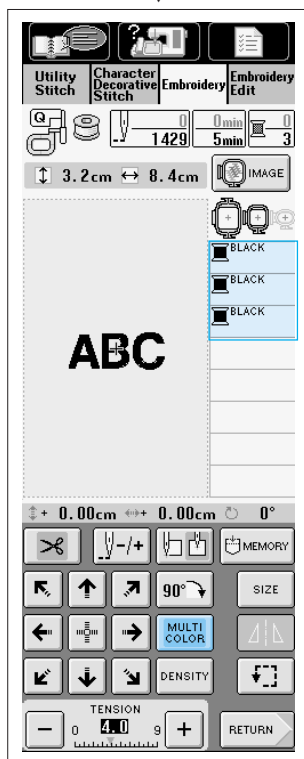 Utility
Stitch
Character
Decorative
Stitch
Embroidery
Embroidery
Edit
Q
0
1429
0min
5min
0
3
3.2cm 8.4cm
IMAGE
BLACK
BLACK
BLACK
ABC
+ 0.00cm + 0.00cm 0°
-/+
MEMORY
90°
SIZE
MULTI
COLOR
DENSITY
TENSION
- 0 4.0 9 +
RETURN